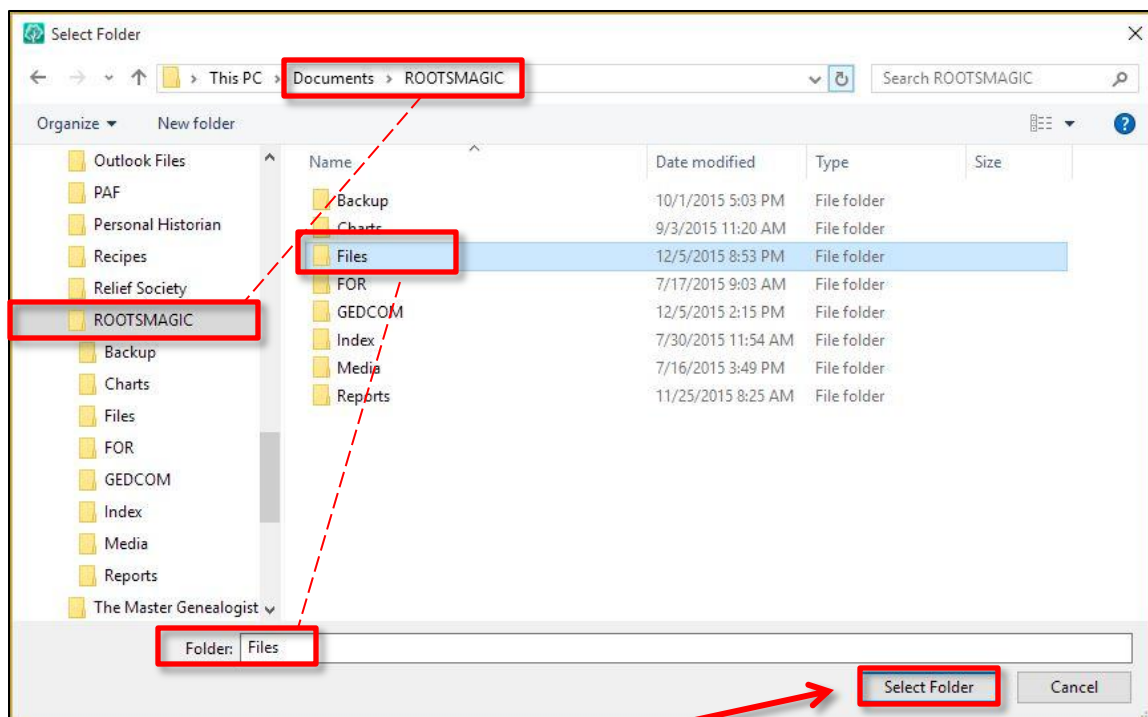 Select Folder
This PC > Documents > ROOTSMAGIC
Search ROOTSMAGIC
Organize New folder
Outlook Files
PAF
Personal Historian
Recipes
Relief Society
ROOTSMAGIC
Backup
Charts
Files
FOR
GEDCOM
Index
Media
Reports
The Master Genealogist
Name Date modified Type Size
Backup 10/1/2015 5:03 PM File folder
Charts 9/3/2015 11:20 AM File folder
Files 12/5/2015 8:53 PM File folder
FOR 7/17/2015 9:03 AM File folder
GEDCOM 12/5/2015 2:15 PM File folder
Index 7/30/2015 11:54 AM File folder
Media 7/16/2015 3:49 PM File folder
Reports 11/25/2015 8:25 AM File folder
Folder: Files
Select Folder Cancel